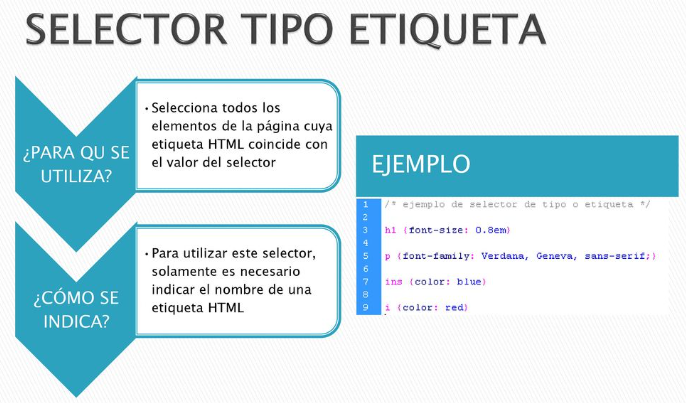 SELECTOR TIPO ETIQUETA
¿PARA QU SE
UTILIZA?
• Selecciona todos los
elementos de la página cuya
etiqueta HTML coincide con
el valor del selector
¿CÓMO SE
INDICA?
• Para utilizar este selector,
solamente es necesario
indicar el nombre de una
etiqueta HTML
EJEMPLO
1 /* ejemplo de selector de tipo o etiqueta */
2
3 h1 (font-size: 0.8em)
4
5 p (font-family: Verdana, Geneva, sans-serif;)
6
7 ins (color: blue)
8
9 i (color: red)